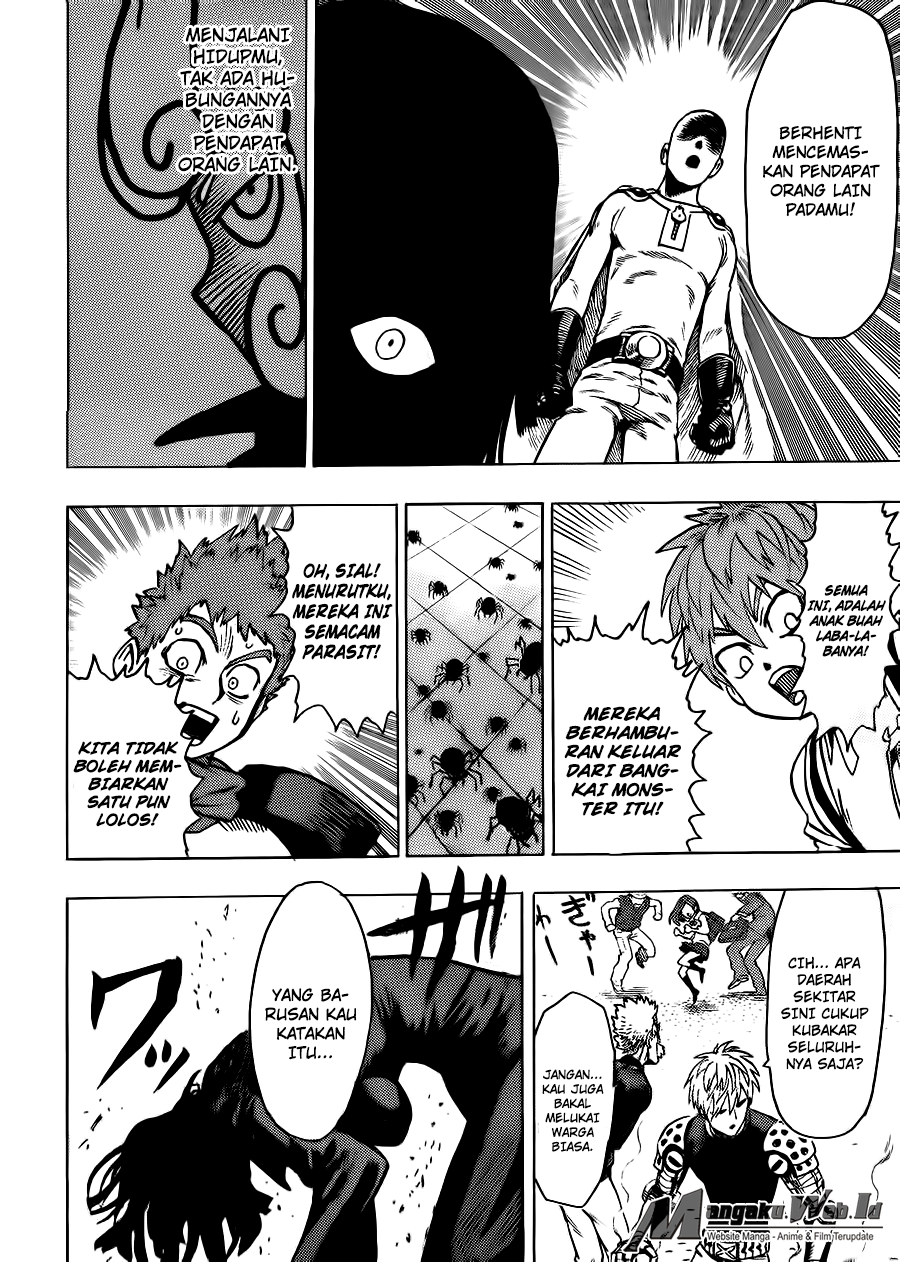 BERHENTI
MENCEMAS-
KAN PENDAPAT
ORANG LAIN
PADAMU!
MENJALANI
HIDUPMU,
TAK ADA HU-
BUNGANNYA
DENGAN
PENDAPAT
ORANG LAIN.
SEMUA
INI, ADALAH
ANAK BUAH
LABA-LA-
BANYA!
MEREKA
BERHAMBU-
RAN KELUAR
DARI BANG-
KAI MONS-
TER ITU!
OH, SIAL!
MENURUTKU,
MEREKA INI
SEMACAM
PARASIT!
KITA TIDAK
BOLEH MEM-
BIARKAN
SATU PUN
LOLOS!
ぎゃー
わー
CIH... APA
DAERAH
SEKITAR
SINI CUKUP
KUBAKAR
SELURUH-
NYA SAJA?
JANGAN...
KAU JUGA
BAKAL
MELUKAI
WARGA
BIASA.
ザワ
YANG BA-
RUSAN KAU
KATAKAN
ITU...
Mangaku.Web.Id
Website Manga - Anime & Film Terupdate